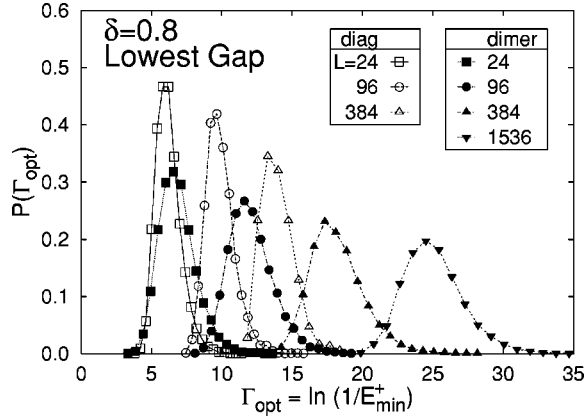 δ=0.8
Lowest Gap
diag
L=24
96
384
dimer
24
96
384
1536
P(Γopt)
0.5
0.4
0.3
0.2
0.1
0.0
0 5 10 15 20 25 30 35
Γopt = ln (1/E⁺min)